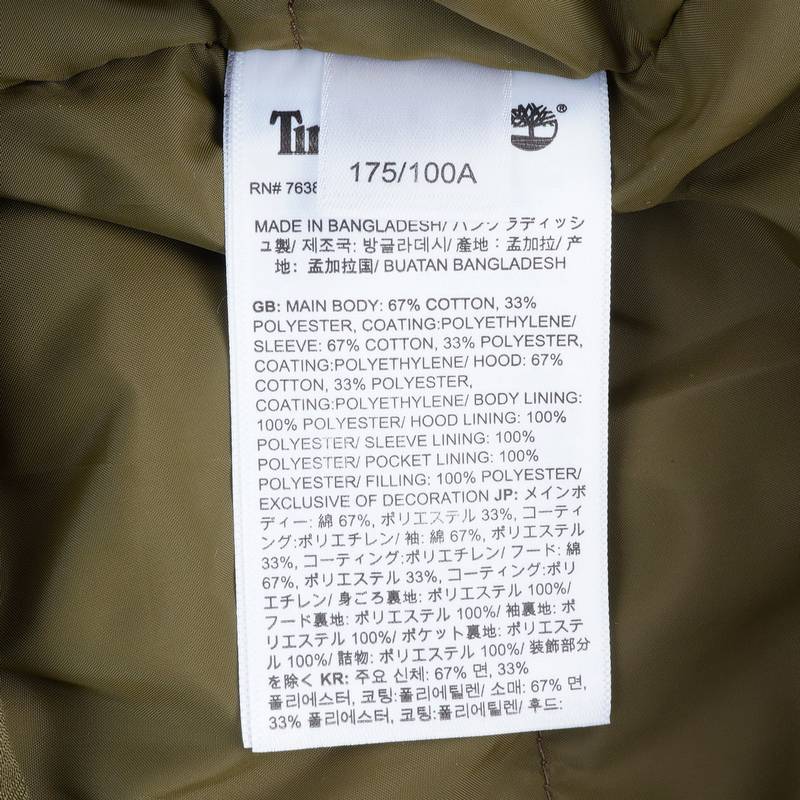 175/100A
RN#
MADE IN BANGLADESH/ バングラディッシ
ュ製/ 제조국: 방글라데시/ 產地：孟加拉/ 产
地：孟加拉国/ BUATAN BANGLADESH
GB: MAIN BODY: 67% COTTON, 33%
POLYESTER, COATING:POLYETHYLENE/
SLEEVE: 67% COTTON, 33% POLYESTER,
COATING:POLYETHYLENE/ HOOD: 67%
COTTON, 33% POLYESTER,
COATING:POLYETHYLENE/ BODY LINING:
100% POLYESTER/ HOOD LINING: 100%
POLYESTER/ SLEEVE LINING: 100%
POLYESTER/ POCKET LINING: 100%
POLYESTER/ FILLING: 100% POLYESTER/
EXCLUSIVE OF DECORATION JP: メインボ
ディー: 綿 67%, ポリエステル 33%, コーティ
ング:ポリエチレン/ 袖: 綿 67%, ポリエステル
33%, コーティング:ポリエチレン/ フード: 綿
67%, ポリエステル 33%, コーティング:ポリ
エチレン/ 身ごろ裏地: ポリエステル 100%/
フード裏地: ポリエステル 100%/ 袖裏地: ポ
リエステル 100%/ ポケット裏地: ポリエステ
ル 100%/ 詰物: ポリエステル 100%/ 装飾部分
を除く KR: 주요 신체: 67% 면, 33%
폴리에스터, 코팅:폴리에틸렌/ 소매: 67% 면,
33% 폴리에스터, 코팅:폴리에틸렌/ 후드: